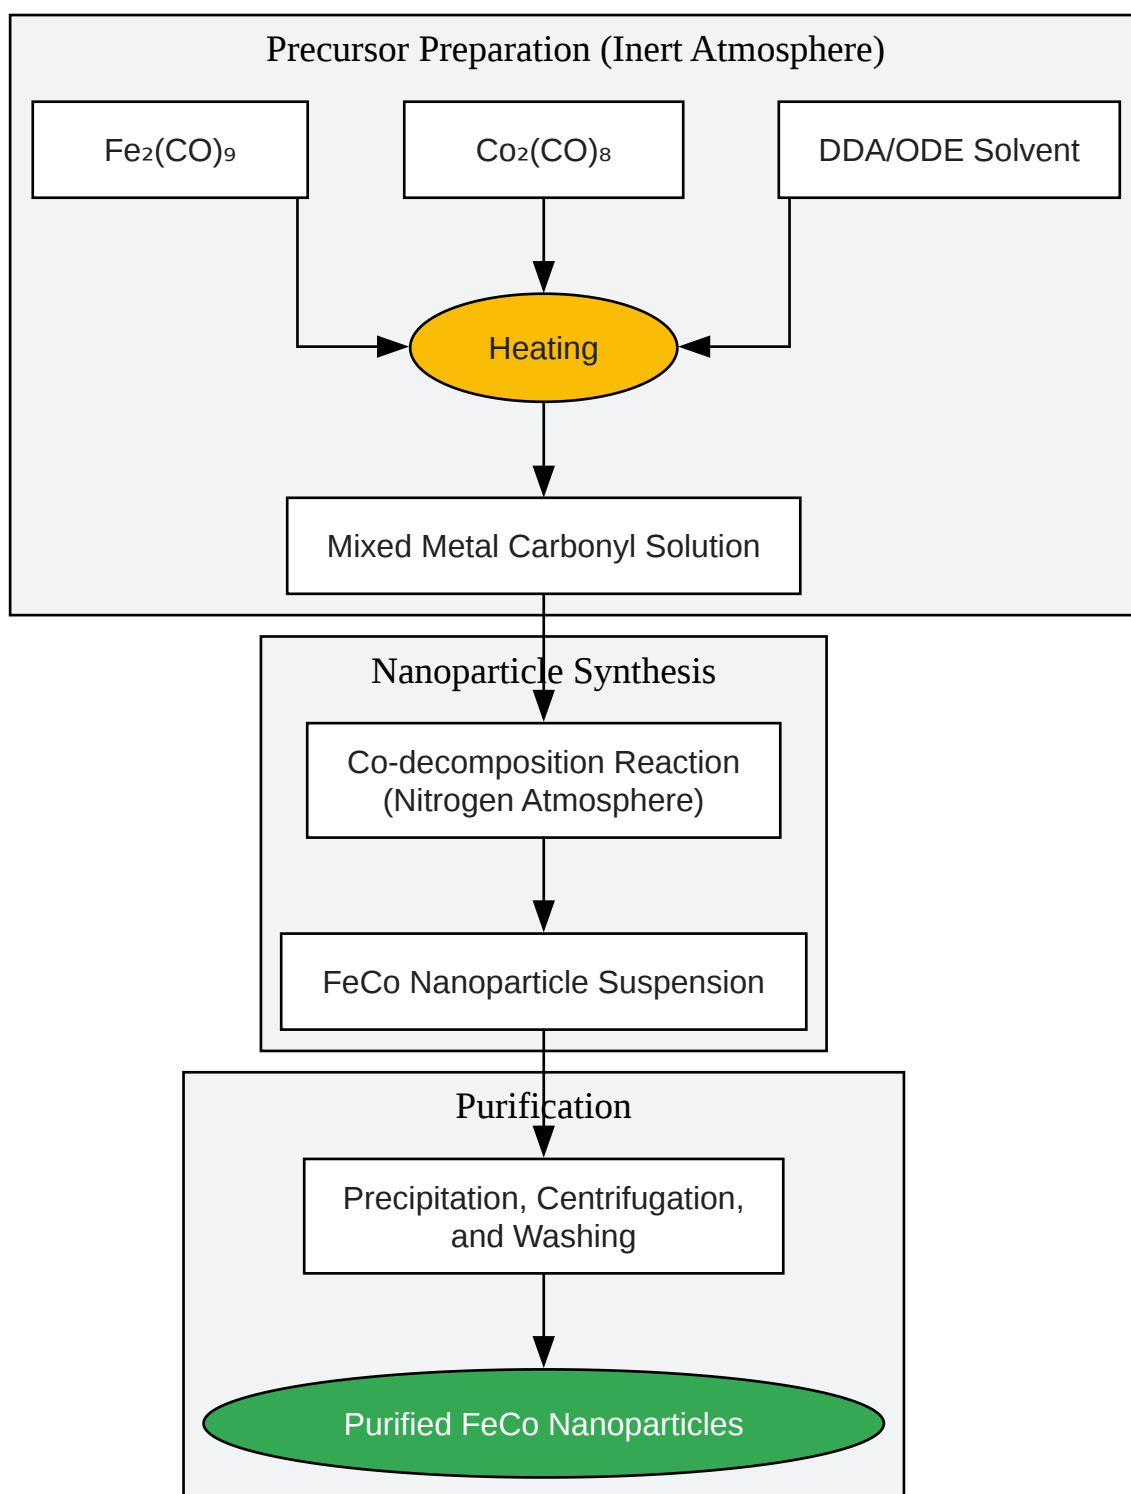 Precursor Preparation (Inert Atmosphere)
Fe₂(CO)₉
Co₂(CO)₈
DDA/ODE Solvent
Heating
Mixed Metal Carbonyl Solution
Nanoparticle Synthesis
Co-decomposition Reaction
(Nitrogen Atmosphere)
FeCo Nanoparticle Suspension
Purification
Precipitation, Centrifugation,
and Washing
Purified FeCo Nanoparticles